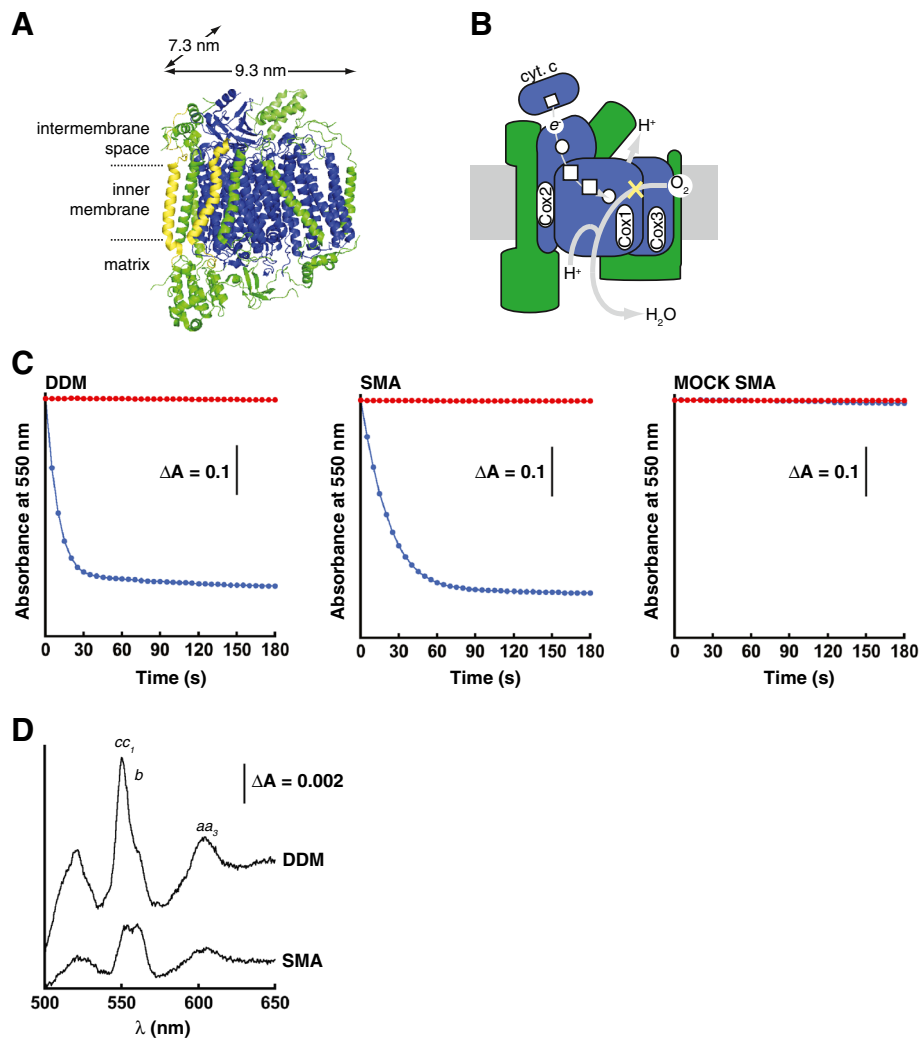 A
7.3 nm
9.3 nm
intermembrane
space
inner
membrane
matrix
B
cyt. c
e⁻
H⁺
O₂
Cox2
Cox1
Cox3
H⁺
H₂O
C
DDM
Absorbance at 550 nm
ΔA = 0.1
0 30 60 90 120 150 180
Time (s)
SMA
Absorbance at 550 nm
ΔA = 0.1
0 30 60 90 120 150 180
Time (s)
MOCK SMA
Absorbance at 550 nm
ΔA = 0.1
0 30 60 90 120 150 180
Time (s)
D
cc₁
b
aa₃
ΔA = 0.002
DDM
SMA
500 550 600 650
λ (nm)